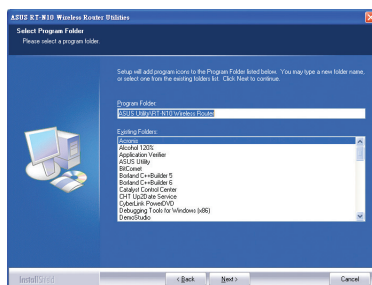 ASUS RT-N10 Wireless Router Utilities
Select Program Folder
Please select a program folder.
Setup will add program icons to the Program Folder listed below. You may type a new folder name,
or select one from the existing folders list. Click Next to continue.
Program Folder:
ASUS Utility\RT-N10 Wireless Router
Existing Folders:
Acronis
Alcohol 120%
Application Verifier
ASUS Utility
BitComet
Borland C++Builder 5
Borland C++Builder 6
Catalyst Control Center
CHT Up2Date Service
CyberLink PowerDVD
Debugging Tools for Windows (x86)
DemoStudio
InstallShield
< Back
Next >
Cancel